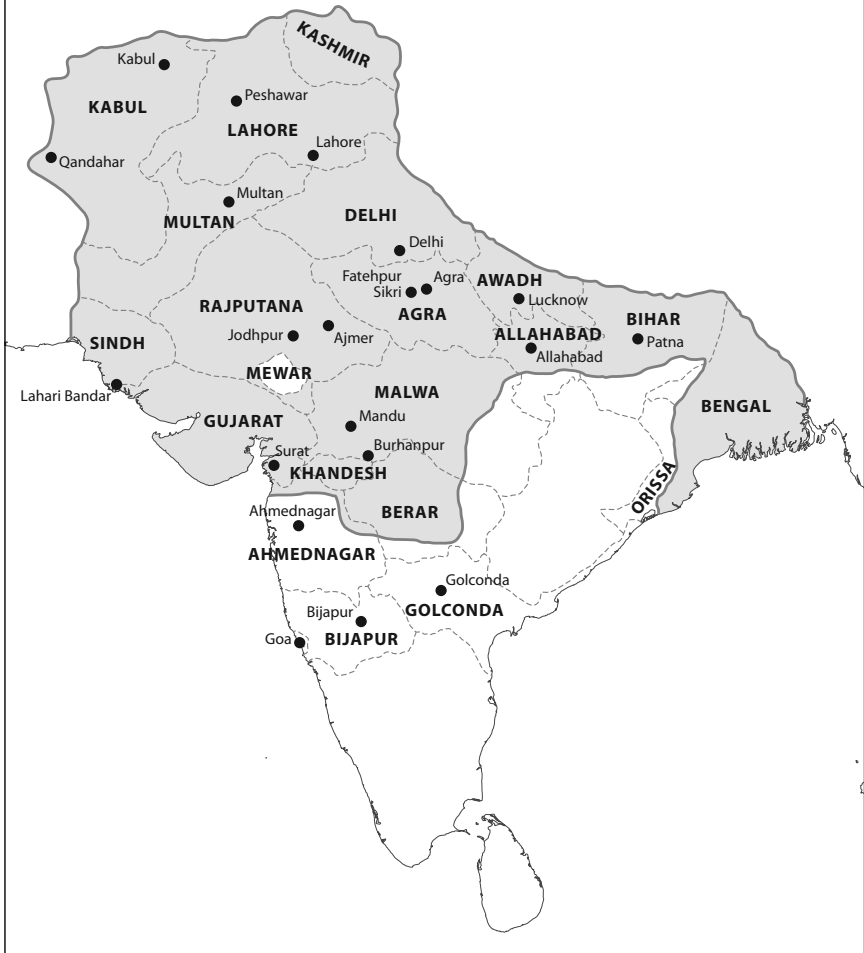 KASHMIR
Kabul
Peshawar
KABUL
LAHORE
Lahore
Qandahar
Multan
MULTAN
DELHI
Delhi
Fatehpur
Sikri
Agra
AWADH
Lucknow
RAJPUTANA
AGRA
BIHAR
Jodhpur
Ajmer
ALLAHABAD
Patna
SINDH
Allahabad
MEWAR
Lahari Bandar
MALWA
BENGAL
GUJARAT
Mandu
Burhanpur
Surat
KHANDESH
ORISSA
Ahmednagar
BERAR
AHMEDNAGAR
Golconda
GOLCONDA
Bijapur
Goa
BIJAPUR